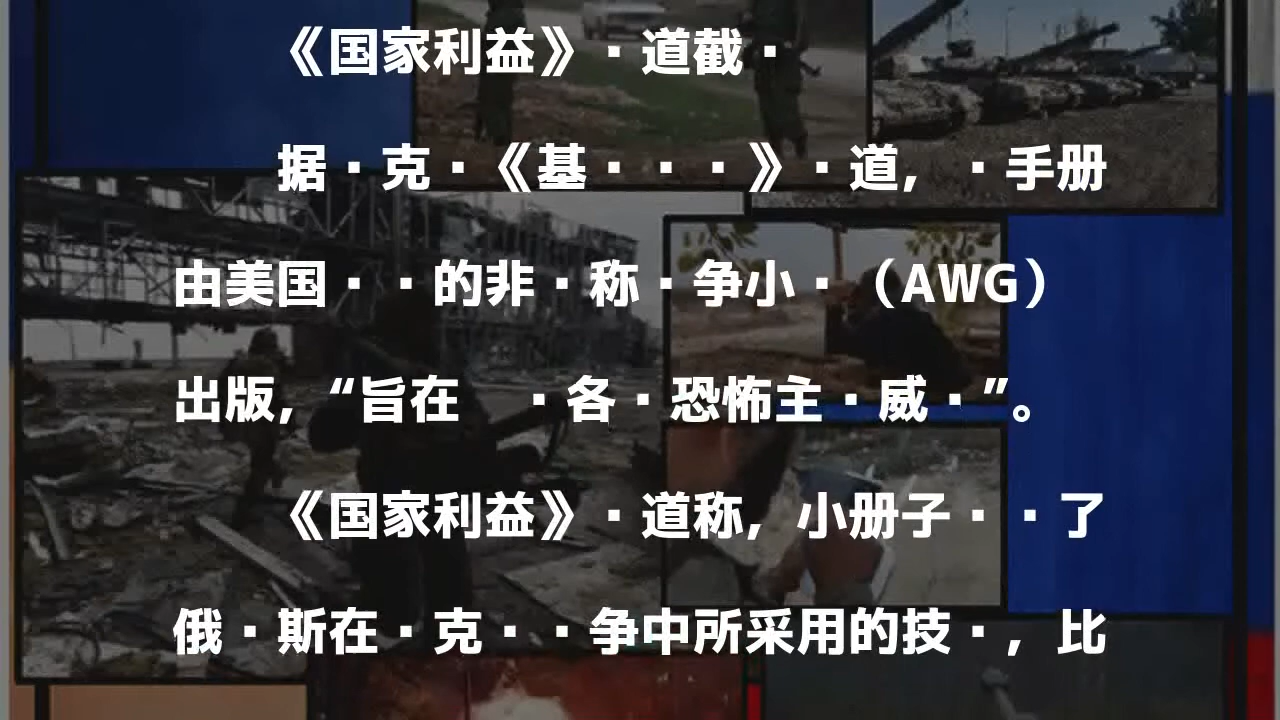 《国家利益》·道截·
据·克·《基···》·道，·手册
由美国··的非·称·争小·（AWG）
出版，“旨在　·各·恐怖主·威·”。
《国家利益》·道称，小册子··了
俄·斯在·克··争中所采用的技·，比